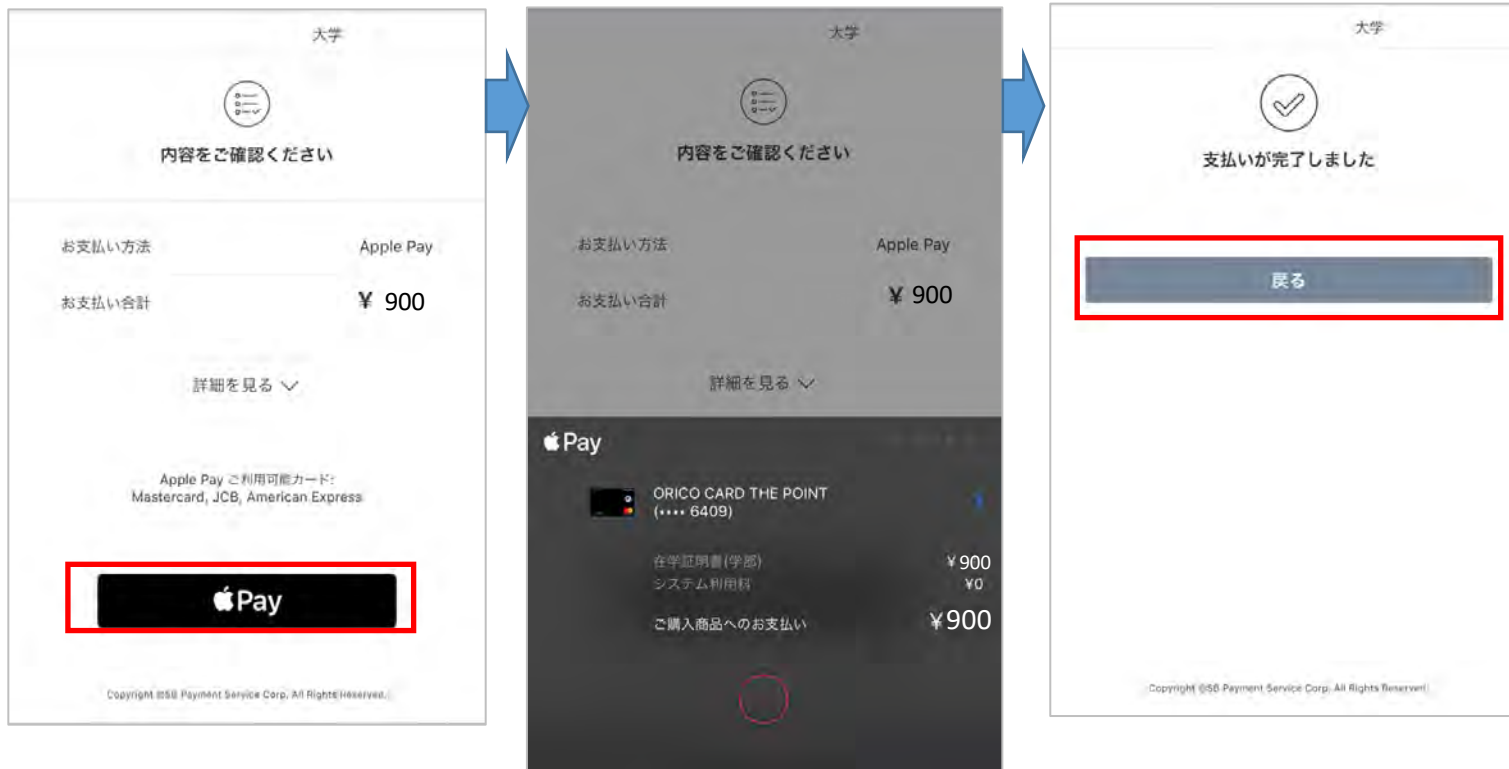 大学
内容をご確認ください
お支払い方法 Apple Pay
お支払い合計 ¥ 900
詳細を見る
Apple Pay ご利用可能カード:
Mastercard, JCB, American Express
Pay
Copyright ©SB Payment Service Corp. All Rights Reserved.
大学
内容をご確認ください
お支払い方法 Apple Pay
お支払い合計 ¥ 900
詳細を見る
Pay
ORICO CARD THE POINT
(•••• 6409)
在学証明書(学部) ¥900
システム利用料 ¥0
ご購入商品へのお支払い ¥900
大学
支払いが完了しました
戻る
Copyright ©SB Payment Service Corp. All Rights Reserved.